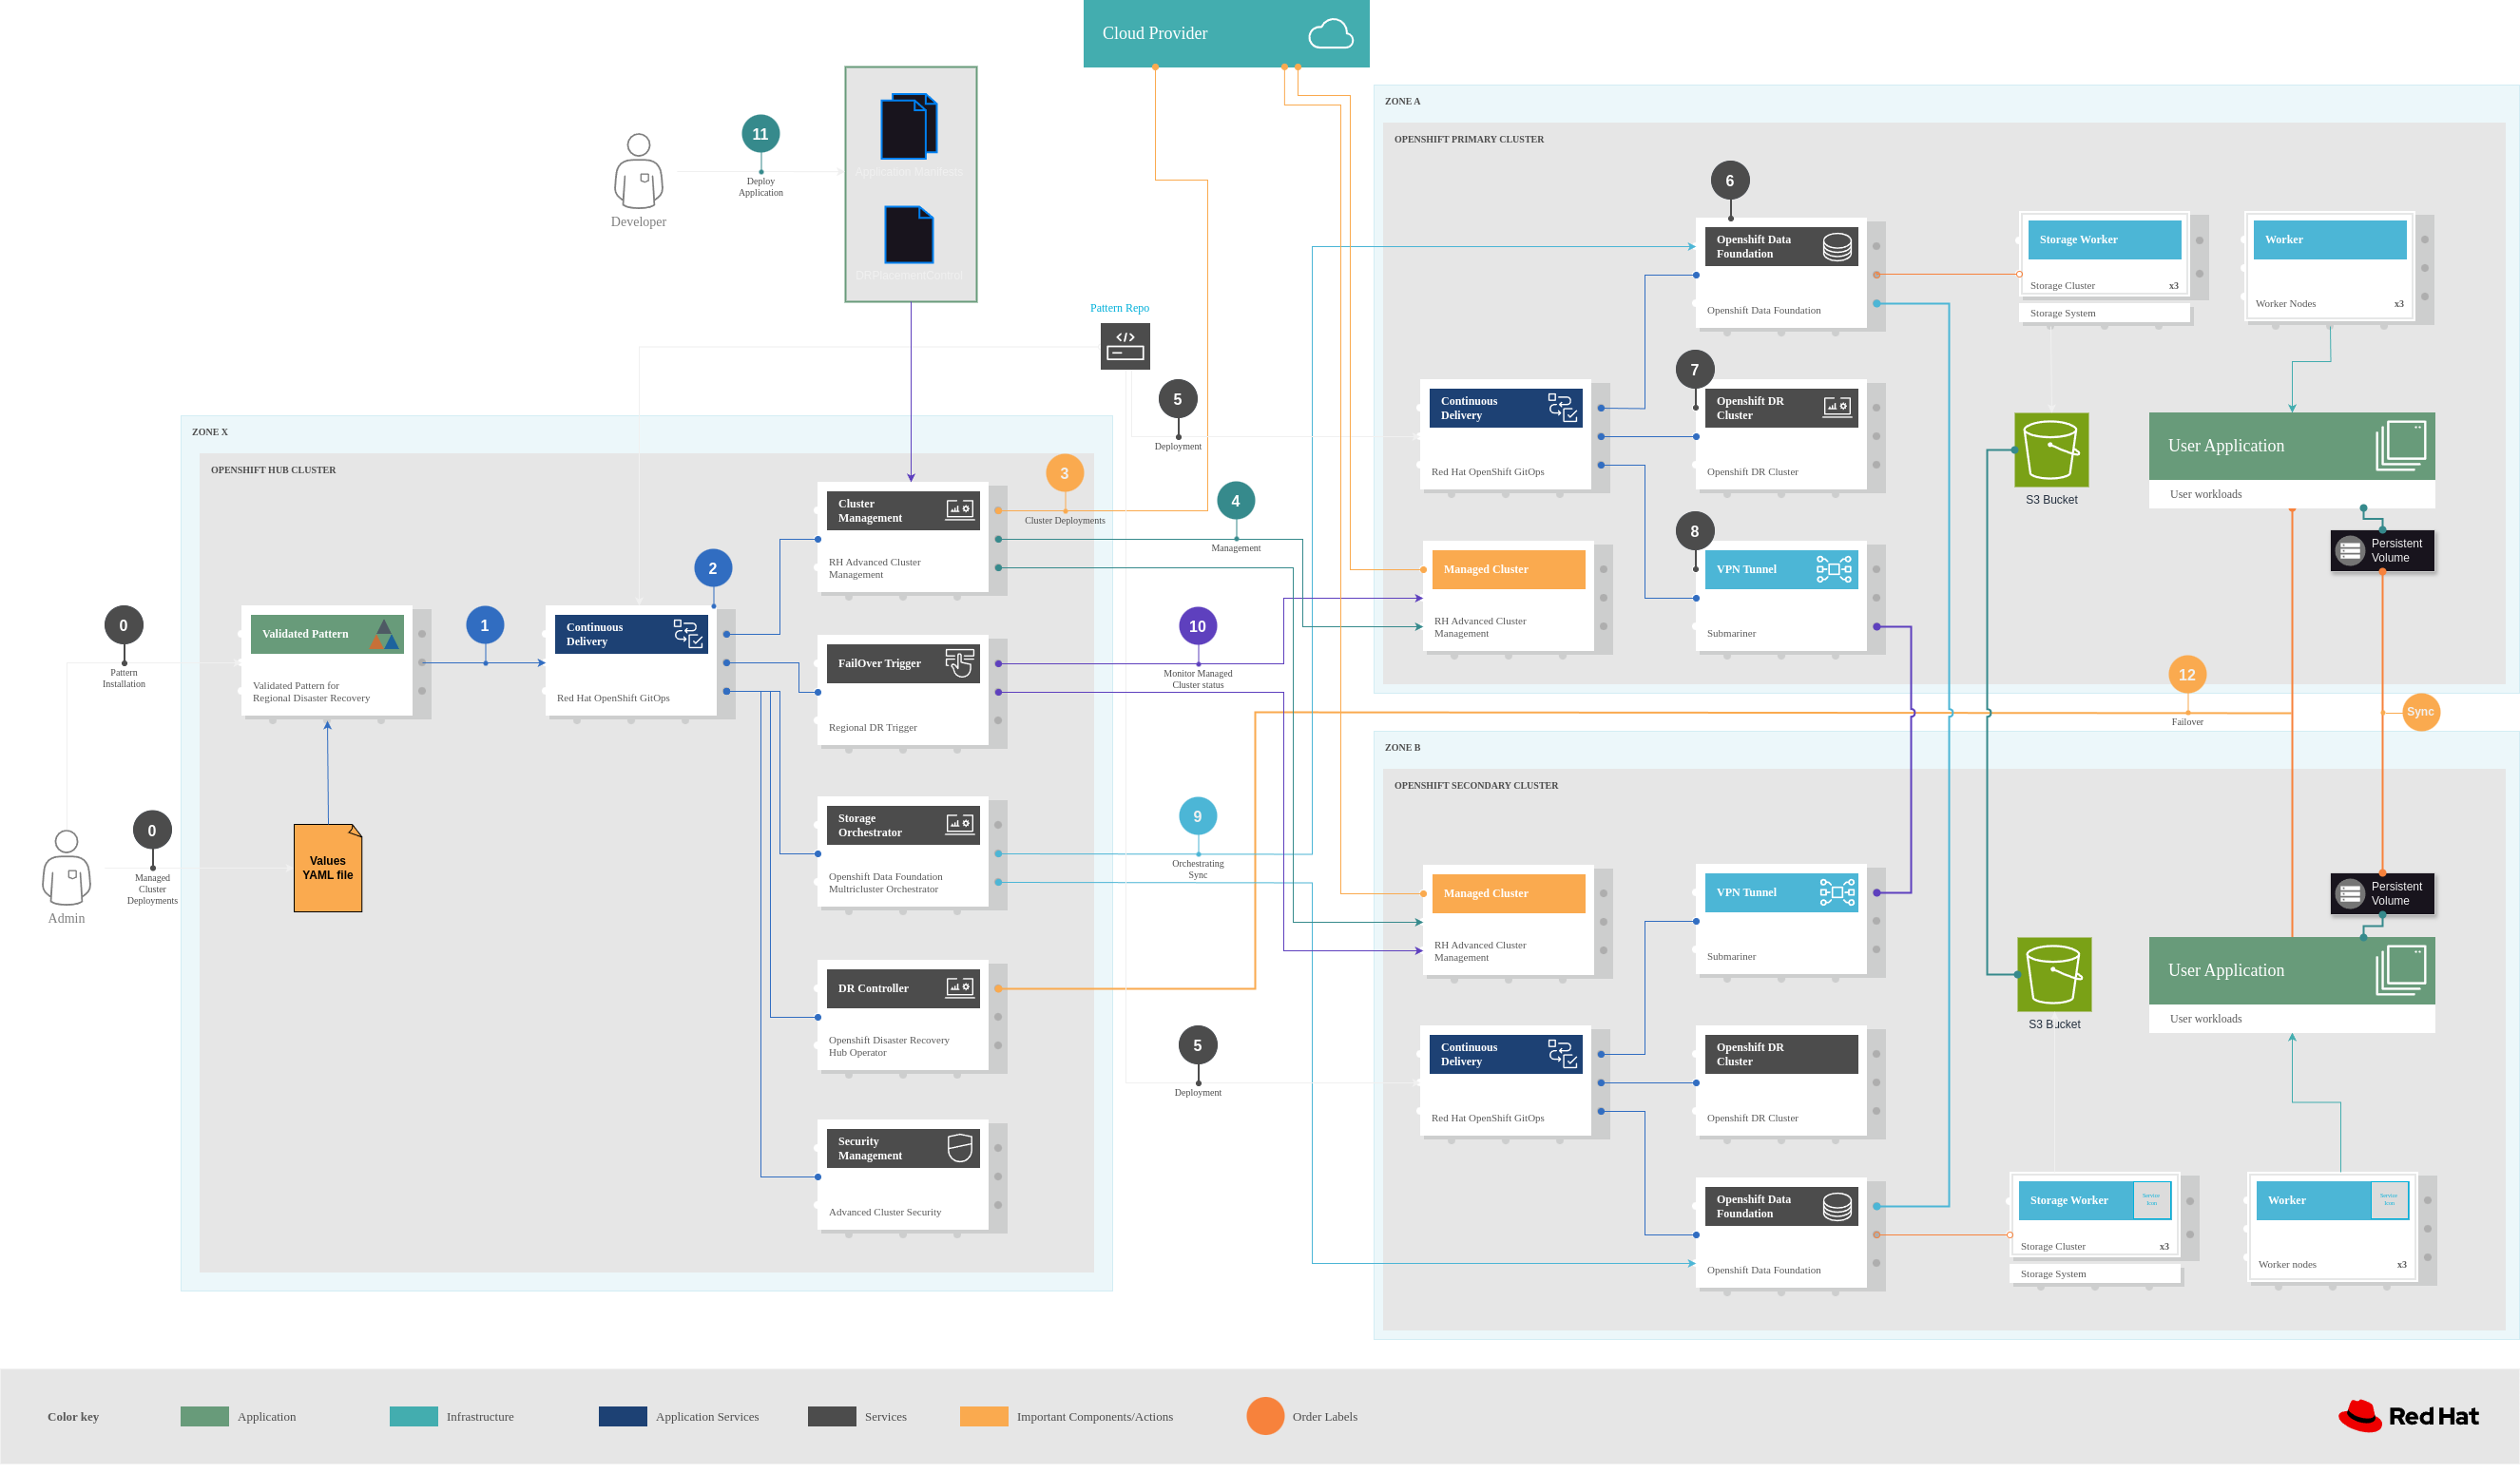 Cloud Provider
11
Deploy
Application
Developer
Application Manifests
DRPlacementControl
Pattern Repo
5
Deployment
ZONE X
OPENSHIFT HUB CLUSTER
0
Pattern
Installation
Validated Pattern
Validated Pattern for
Regional Disaster Recovery
1
Continuous
Delivery
Red Hat OpenShift GitOps
2
Cluster
Management
RH Advanced Cluster
Management
3
Cluster Deployments
4
Management
FailOver Trigger
Regional DR Trigger
10
Monitor Managed
Cluster status
Storage
Orchestrator
Openshift Data Foundation
Multicluster Orchestrator
9
Orchestrating
Sync
DR Controller
Openshift Disaster Recovery
Hub Operator
5
Deployment
Security
Management
Advanced Cluster Security
Admin
0
Managed
Cluster
Deployments
Values
YAML file
ZONE A
OPENSHIFT PRIMARY CLUSTER
6
Openshift Data
Foundation
Openshift Data Foundation
Storage Worker
Storage Cluster
x3
Storage System
Worker
Worker Nodes
x3
Continuous
Delivery
Red Hat OpenShift GitOps
7
Openshift DR
Cluster
Openshift DR Cluster
S3 Bucket
User Application
User workloads
Managed Cluster
RH Advanced Cluster
Management
8
VPN Tunnel
Submariner
Persistent
Volume
12
Failover
Sync
ZONE B
OPENSHIFT SECONDARY CLUSTER
Managed Cluster
RH Advanced Cluster
Management
VPN Tunnel
Submariner
Persistent
Volume
S3 Bucket
User Application
User workloads
Continuous
Delivery
Red Hat OpenShift GitOps
Openshift DR
Cluster
Openshift DR Cluster
Openshift Data
Foundation
Openshift Data Foundation
Storage Worker
Service
Icon
Storage Cluster
x3
Storage System
Worker
Service
Icon
Worker nodes
x3
Color key
Application
Infrastructure
Application Services
Services
Important Components/Actions
Order Labels
Red Hat